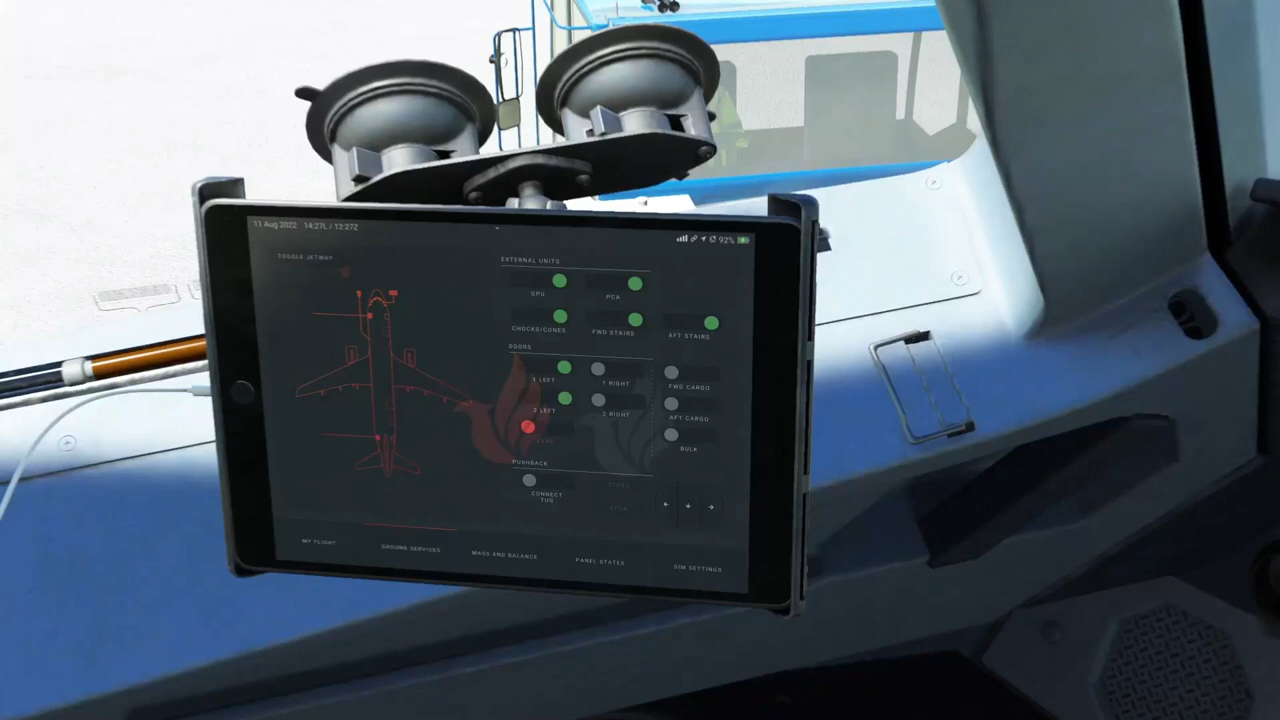 11 Aug 2022 14:27L / 12:27Z
92%
TOGGLE JETWAY
EXTERNAL UNITS
GPU
PCA
CHOCKS/CONES
FWD STAIRS
AFT STAIRS
DOORS
1 LEFT
1 RIGHT
FWD CARGO
2 LEFT
2 RIGHT
AFT CARGO
BULK
PUSHBACK
START
CONNECT
TUG
STOP
MY FLIGHT
GROUND SERVICES
MASS AND BALANCE
PANEL STATES
SIM SETTINGS